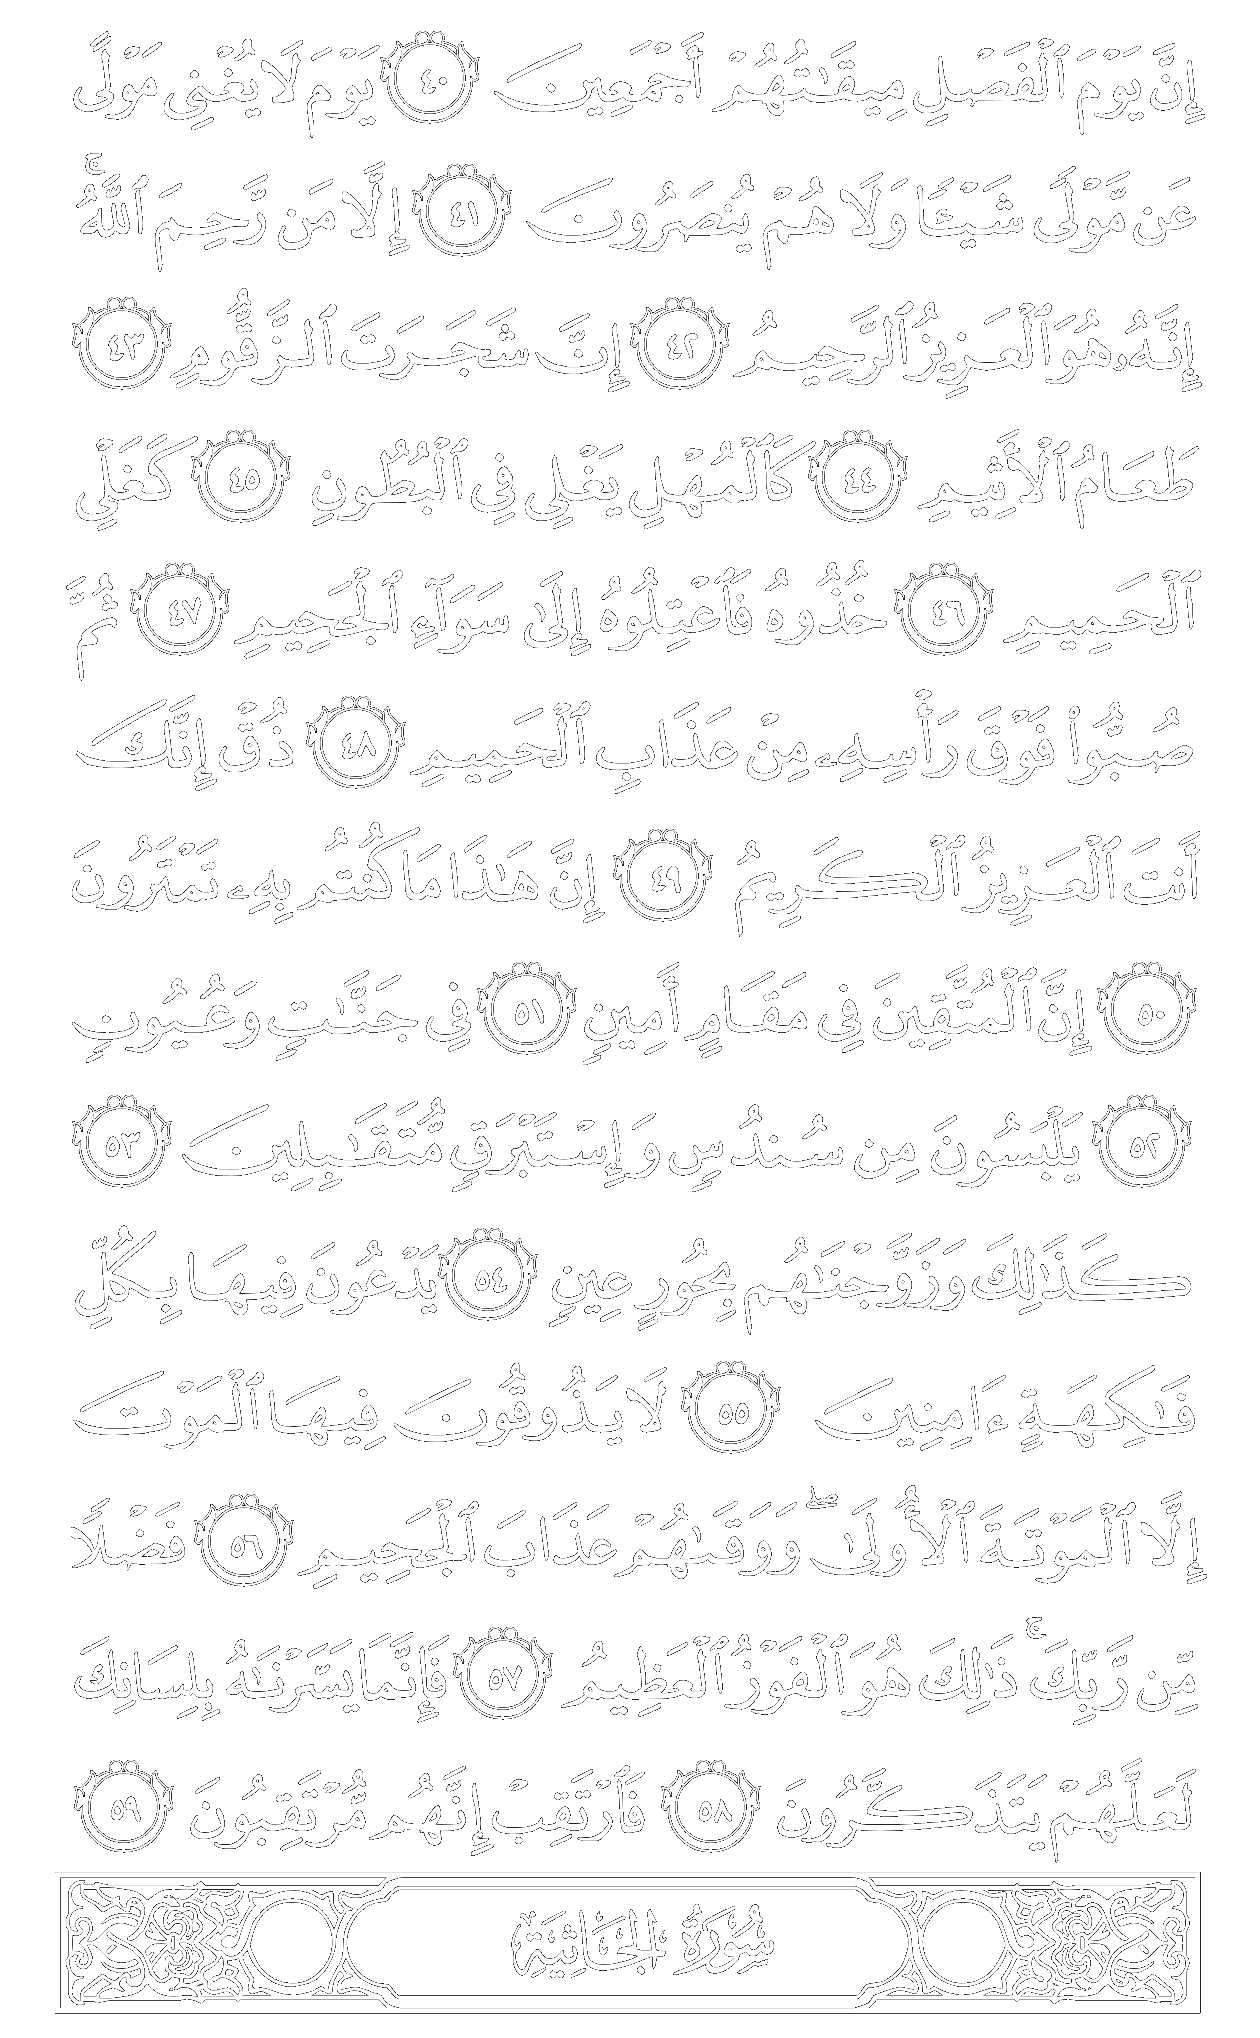 إِنَّ يَوْمَ ٱلْفَصْلِ مِيقَٰتُهُمْ أَجْمَعِينَ ٤٠ يَوْمَ لَا يُغْنِى مَوْلًى
عَن مَّوْلًى شَيْـًٔا وَلَا هُمْ يُنصَرُونَ ٤١ إِلَّا مَن رَّحِمَ ٱللَّهُ ۚ
إِنَّهُۥ هُوَ ٱلْعَزِيزُ ٱلرَّحِيمُ ٤٢ إِنَّ شَجَرَتَ ٱلزَّقُّومِ ٤٣
طَعَامُ ٱلْأَثِيمِ ٤٤ كَٱلْمُهْلِ يَغْلِى فِى ٱلْبُطُونِ ٤٥ كَغَلْىِ
ٱلْحَمِيمِ ٤٦ خُذُوهُ فَٱعْتِلُوهُ إِلَىٰ سَوَآءِ ٱلْجَحِيمِ ٤٧ ثُمَّ
صُبُّوا۟ فَوْقَ رَأْسِهِۦ مِنْ عَذَابِ ٱلْحَمِيمِ ٤٨ ذُقْ إِنَّكَ
أَنتَ ٱلْعَزِيزُ ٱلْكَرِيمُ ٤٩ إِنَّ هَٰذَا مَا كُنتُم بِهِۦ تَمْتَرُونَ
٥٠ إِنَّ ٱلْمُتَّقِينَ فِى مَقَامٍ أَمِينٍ ٥١ فِى جَنَّٰتٍ وَعُيُونٍ
٥٢ يَلْبَسُونَ مِن سُندُسٍ وَإِسْتَبْرَقٍ مُّتَقَٰبِلِينَ ٥٣
كَذَٰلِكَ وَزَوَّجْنَٰهُم بِحُورٍ عِينٍ ٥٤ يَدْعُونَ فِيهَا بِكُلِّ
فَٰكِهَةٍ ءَامِنِينَ ٥٥ لَا يَذُوقُونَ فِيهَا ٱلْمَوْتَ
إِلَّا ٱلْمَوْتَةَ ٱلْأُولَىٰ ۖ وَوَقَىٰهُمْ عَذَابَ ٱلْجَحِيمِ ٥٦ فَضْلًا
مِّن رَّبِّكَ ۚ ذَٰلِكَ هُوَ ٱلْفَوْزُ ٱلْعَظِيمُ ٥٧ فَإِنَّمَا يَسَّرْنَٰهُ بِلِسَانِكَ
لَعَلَّهُمْ يَتَذَكَّرُونَ ٥٨ فَٱرْتَقِبْ إِنَّهُم مُّرْتَقِبُونَ ٥٩
سُورَةُ الجَاثِيَةِ